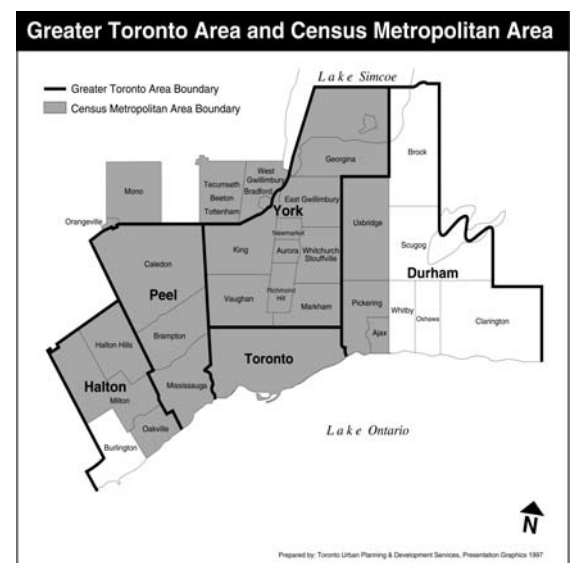 Greater Toronto Area and Census Metropolitan Area
Lake Simcoe
Greater Toronto Area Boundary
Census Metropolitan Area Boundary
Georgina
Brock
Mono
West
Gwillimbury
Tecumseth
Bradford
Beeton
Tottenham
East Gwillimbury
York
Orangeville
Uxbridge
Newmarket
Scugog
King
Aurora
Whitchurch
Stouffville
Caledon
Durham
Peel
Richmond
Hill
Vaughan
Markham
Pickering
Whitby
Oshawa
Clarington
Brampton
Ajax
Halton Hills
Toronto
Halton
Mississauga
Milton
Oakville
Burlington
Lake Ontario
N
Prepared by: Toronto Urban Planning & Development Services, Presentation Graphics 1997